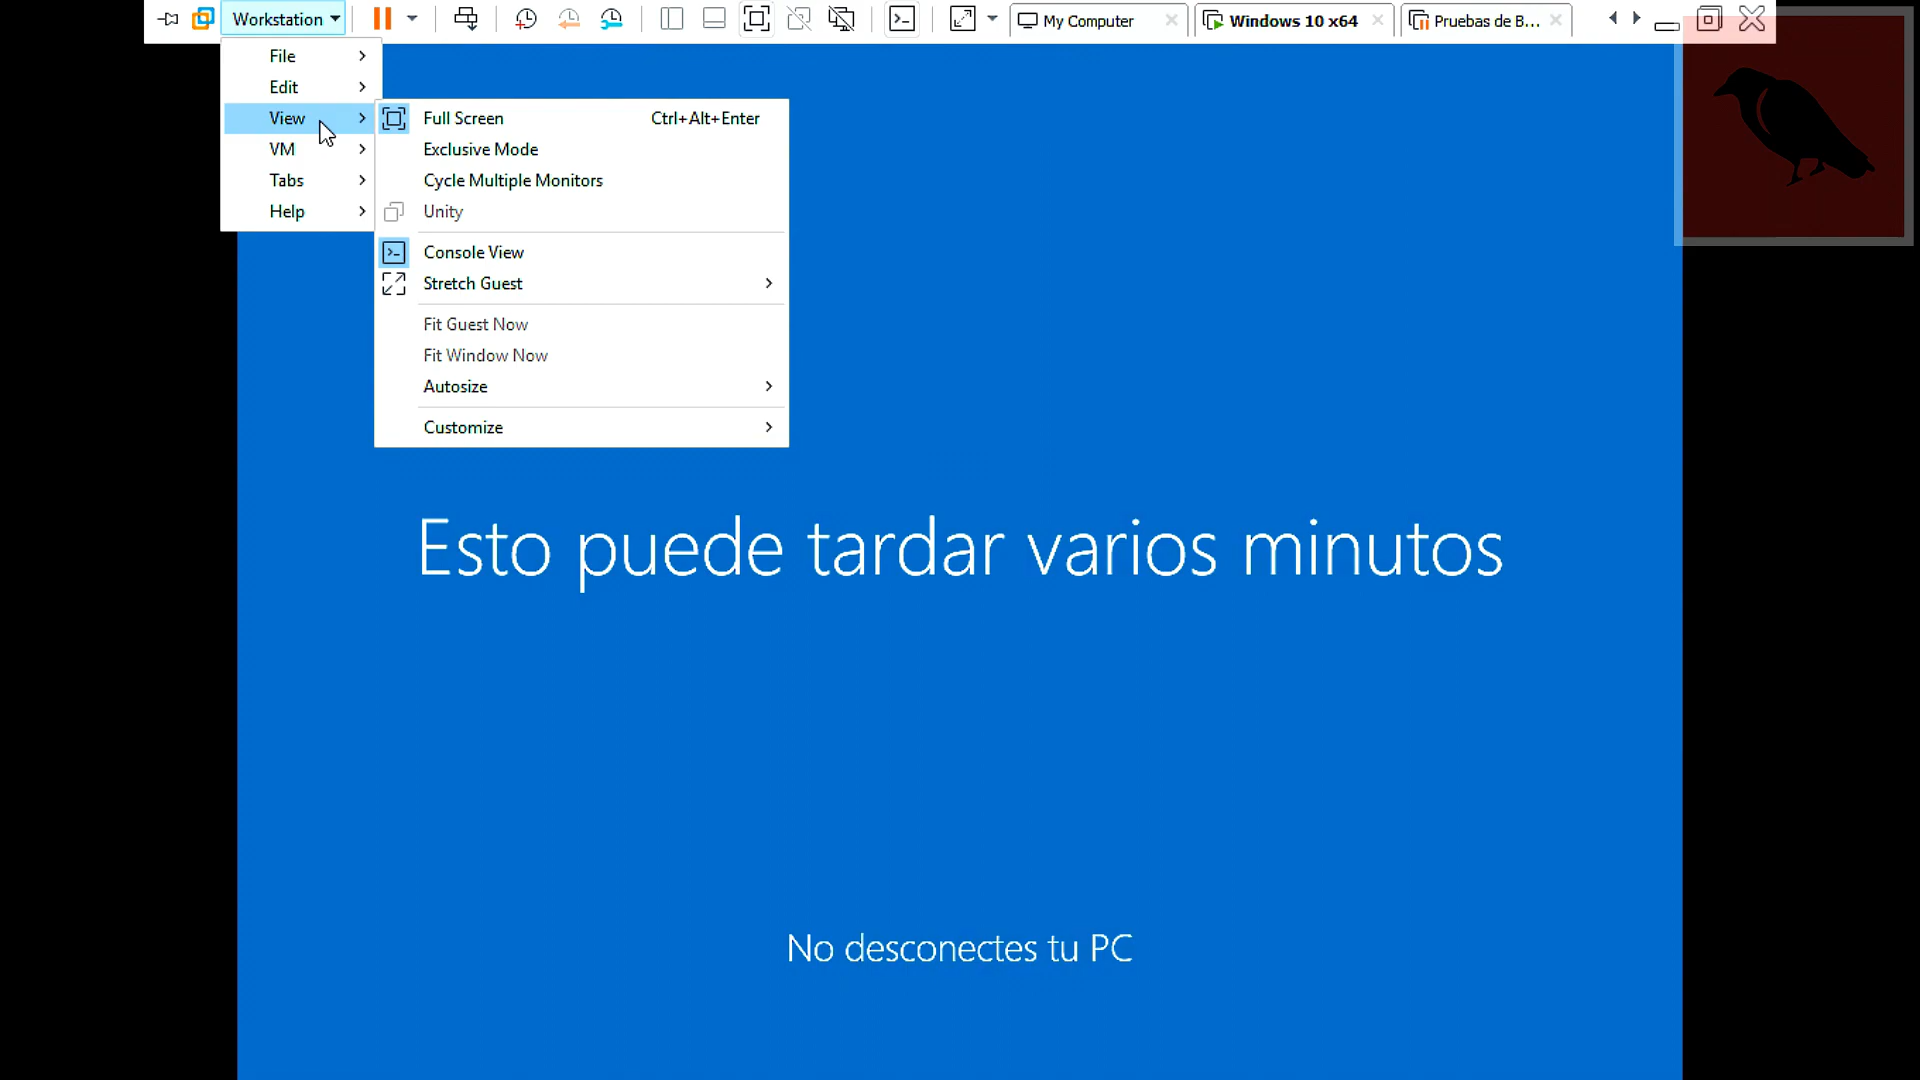 Workstation
My Computer
Windows 10 x64
Pruebas de B...
File
Edit
View
VM
Tabs
Help
Full Screen Ctrl+Alt+Enter
Exclusive Mode
Cycle Multiple Monitors
Unity
Console View
Stretch Guest
Fit Guest Now
Fit Window Now
Autosize
Customize
Esto puede tardar varios minutos
No desconectes tu PC